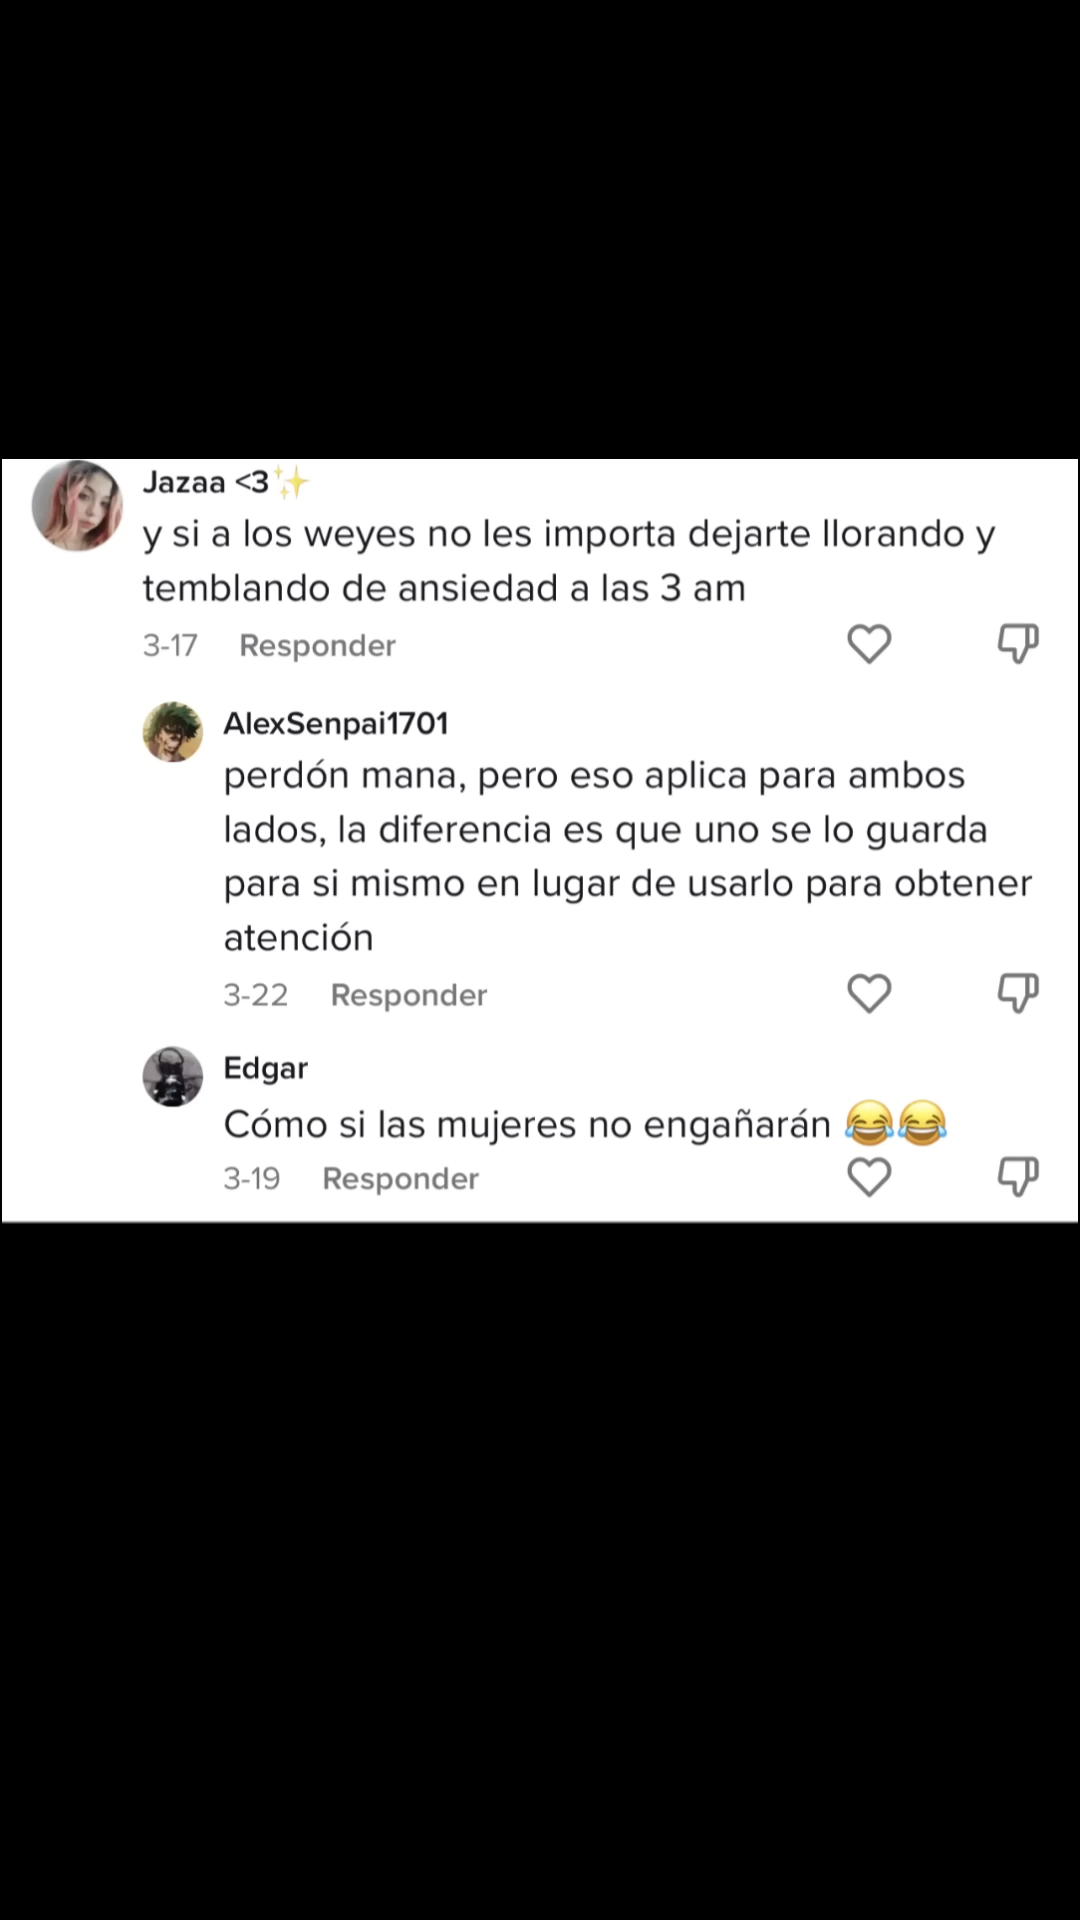 Jazaa <3✨
y si a los weyes no les importa dejarte llorando y
temblando de ansiedad a las 3 am
3-17 Responder
AlexSenpai1701
perdón mana, pero eso aplica para ambos
lados, la diferencia es que uno se lo guarda
para si mismo en lugar de usarlo para obtener
atención
3-22 Responder
Edgar
Cómo si las mujeres no engañarán 😂😂
3-19 Responder